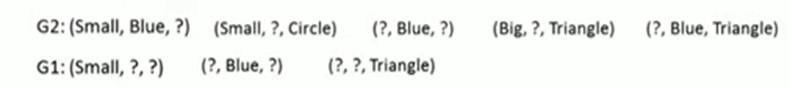 G2: (Small, Blue, ?) (Small, ?, Circle) (?, Blue, ?) (Big, ?, Triangle) (?, Blue, Triangle)
G1: (Small, ?, ?) (?, Blue, ?) (?, ?, Triangle)